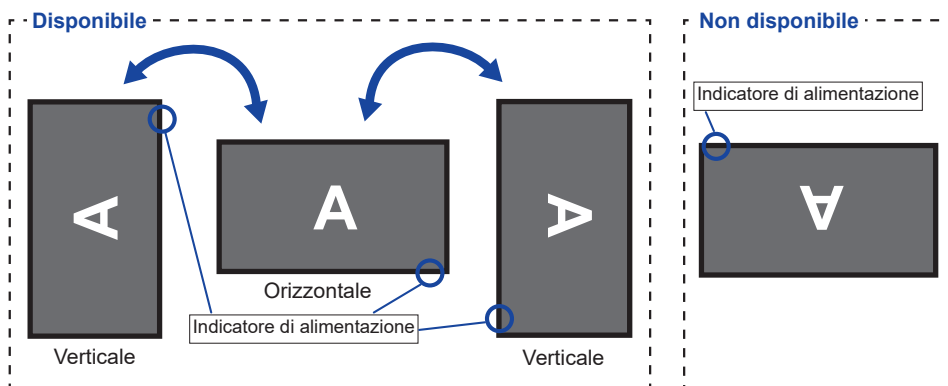 Disponibile
Non disponibile
Indicatore di alimentazione
A
A
A
A
Orizzontale
Indicatore di alimentazione
Verticale
Verticale